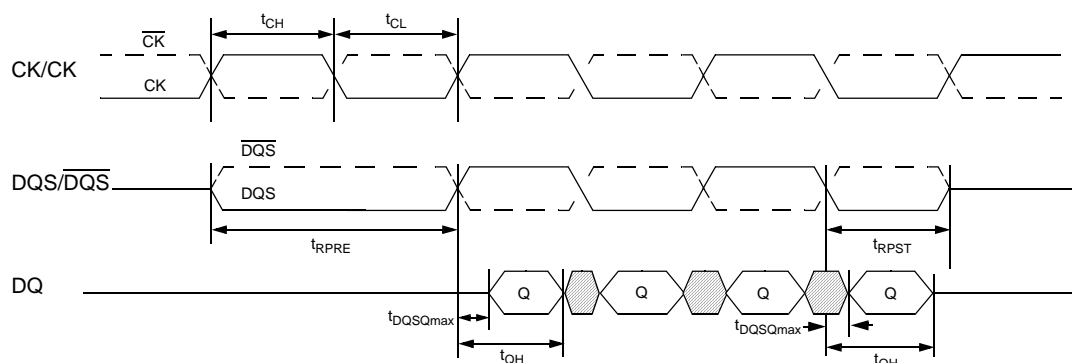 tCH tCL
CK
CK/CK
CK
DQS
DQS/DQS
DQS
tRPRE tRPST
DQ
Q Q Q Q
tDQSQmax tDQSQmax
tQH tQH